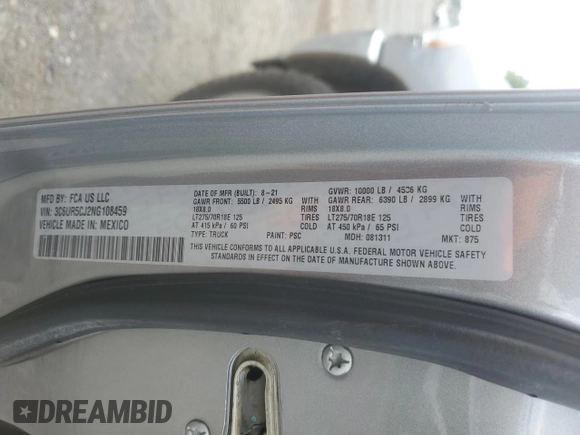 MFD BY: FCA US LLC
VIN: 3C6UR5CJ2NG108459
VEHICLE MADE IN: MEXICO
DATE OF MFR (BUILT): 8-21
GAWR FRONT: 5500 LB / 2495 KG WITH
18X8.0 RIMS
LT275/70R18E 125
AT 415 kPa / 60 PSI COLD
TYPE: TRUCK PAINT: PSC
GVWR: 10000 LB / 4536 KG
GAWR REAR: 6390 LB / 2899 KG WITH
18X8.0 RIMS
LT275/70R18E 125
AT 450 kPa / 65 PSI COLD
MDH: 081311 MKT: 875
THIS VEHICLE CONFORMS TO ALL APPLICABLE U.S.A. FEDERAL MOTOR VEHICLE SAFETY
STANDARDS IN EFFECT ON THE DATE OF MANUFACTURE SHOWN ABOVE.
DREAMBID